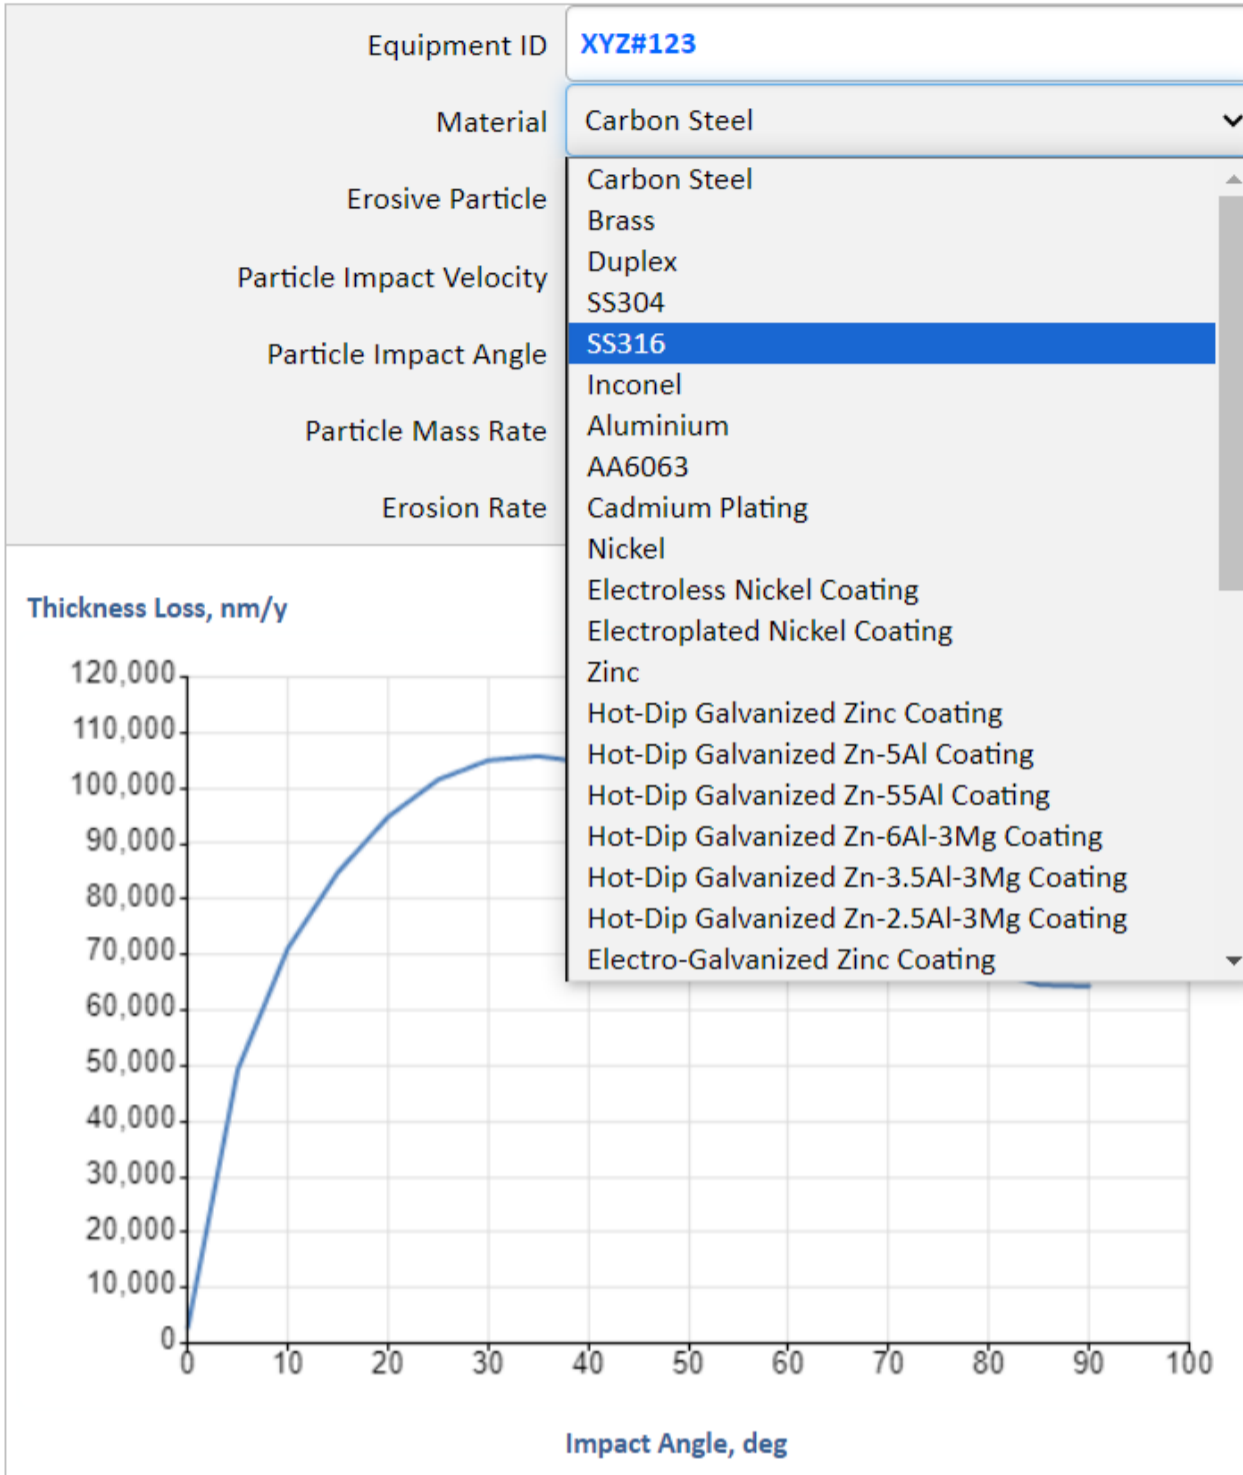 Equipment ID XYZ#123
Material Carbon Steel
Erosive Particle
Particle Impact Velocity
Particle Impact Angle
Particle Mass Rate
Erosion Rate
Carbon Steel
Brass
Duplex
SS304
SS316
Inconel
Aluminium
AA6063
Cadmium Plating
Nickel
Electroless Nickel Coating
Electroplated Nickel Coating
Zinc
Hot-Dip Galvanized Zinc Coating
Hot-Dip Galvanized Zn-5Al Coating
Hot-Dip Galvanized Zn-55Al Coating
Hot-Dip Galvanized Zn-6Al-3Mg Coating
Hot-Dip Galvanized Zn-3.5Al-3Mg Coating
Hot-Dip Galvanized Zn-2.5Al-3Mg Coating
Electro-Galvanized Zinc Coating
Thickness Loss, nm/y
120,000
110,000
100,000
90,000
80,000
70,000
60,000
50,000
40,000
30,000
20,000
10,000
0
0 10 20 30 40 50 60 70 80 90 100
Impact Angle, deg